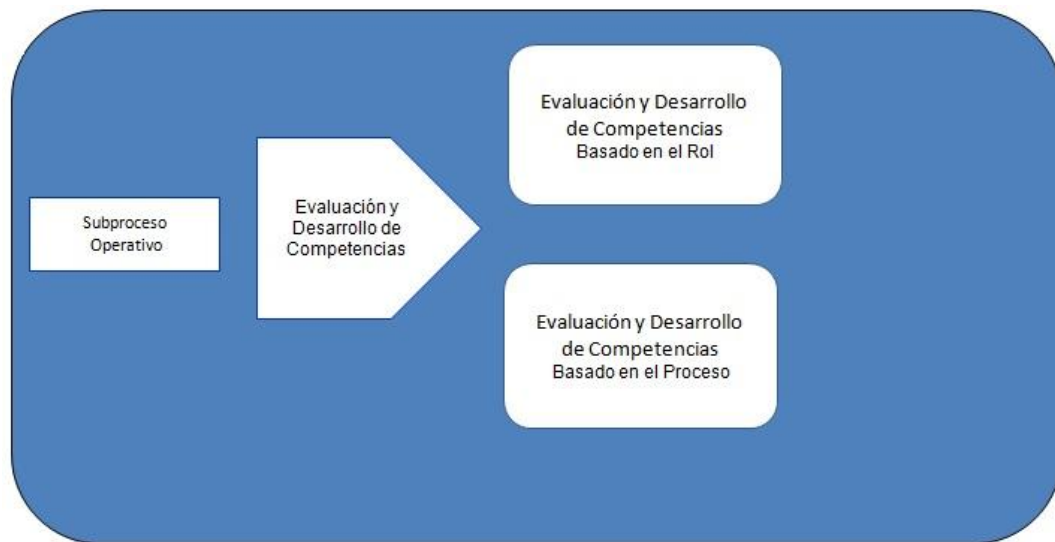 Subproceso
Operativo
Evaluación y
Desarrollo de
Competencias
Evaluación y Desarrollo
de Competencias
Basado en el Rol
Evaluación y Desarrollo
de Competencias
Basado en el Proceso